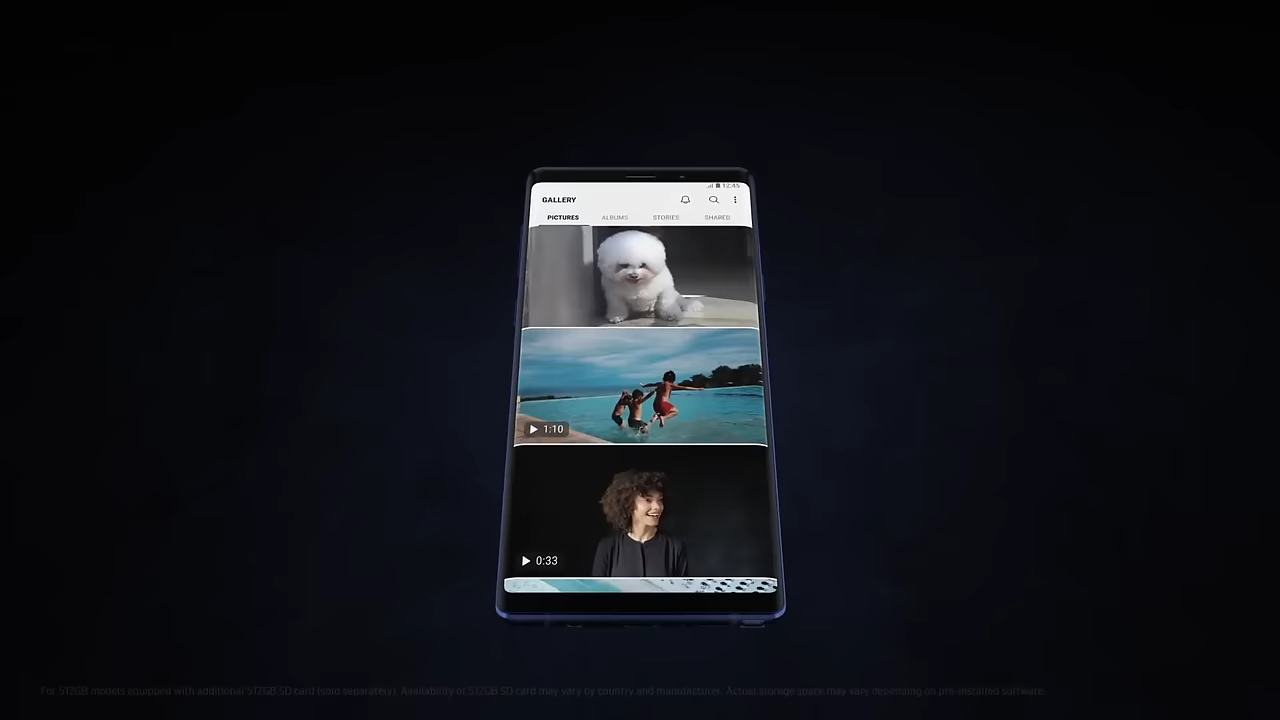 12:45
GALLERY
PICTURES ALBUMS STORIES SHARED
1:10
0:33
For 512GB models equipped with additional 512GB SD card (sold separately). Availability of 512GB SD card may vary by country and manufacturer. Actual storage space may vary depending on pre-installed software.